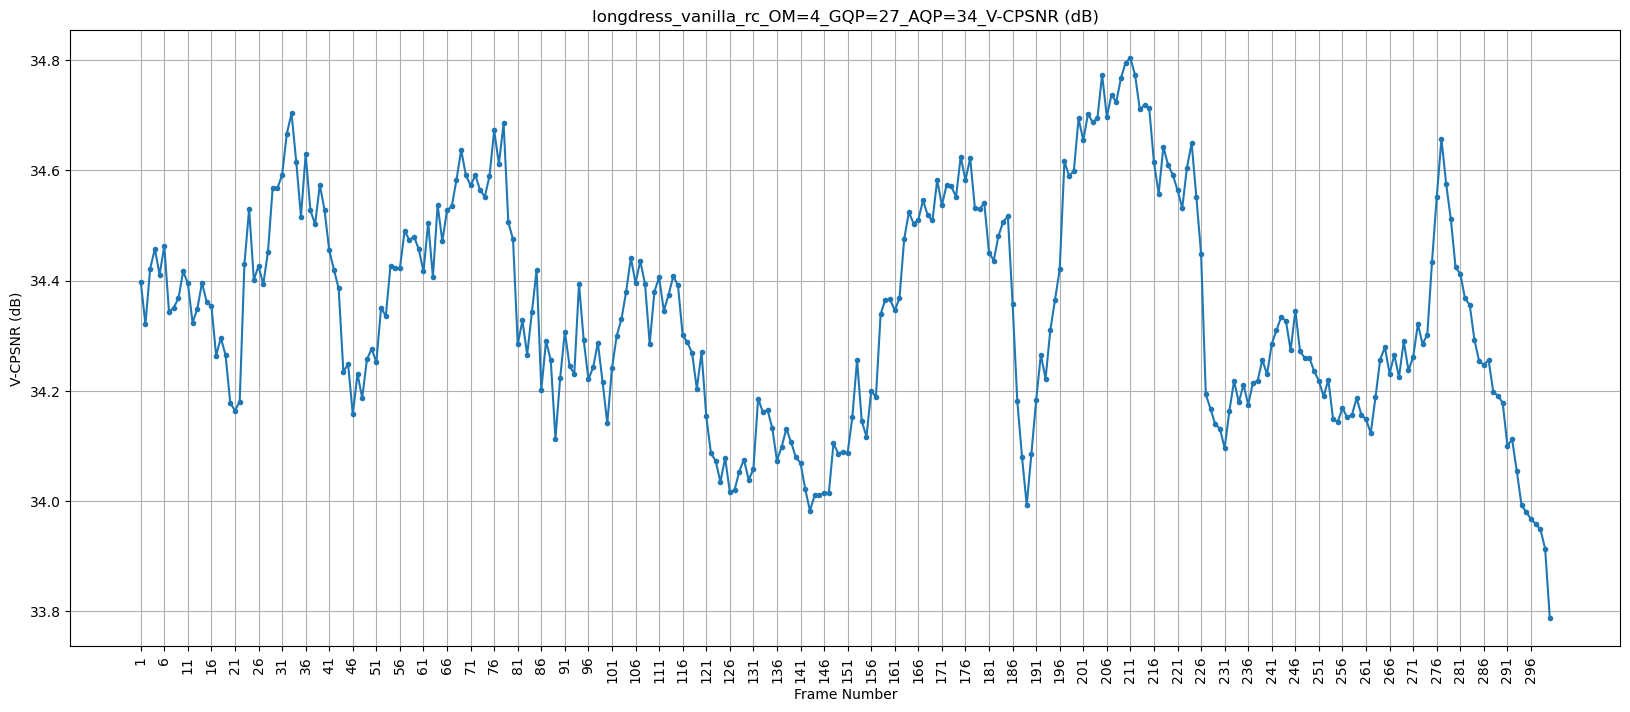 longdress_vanilla_rc_OM=4_GQP=27_AQP=34_V-CPSNR (dB)
V-CPSNR (dB)
34.8
34.6
34.4
34.2
34.0
33.8
1 6 11 16 21 26 31 36 41 46 51 56 61 66 71 76 81 86 91 96 101 106 111 116 121 126 131 136 141 146 151 156 161 166 171 176 181 186 191 196 201 206 211 216 221 226 231 236 241 246 251 256 261 266 271 276 281 286 291 296
Frame Number